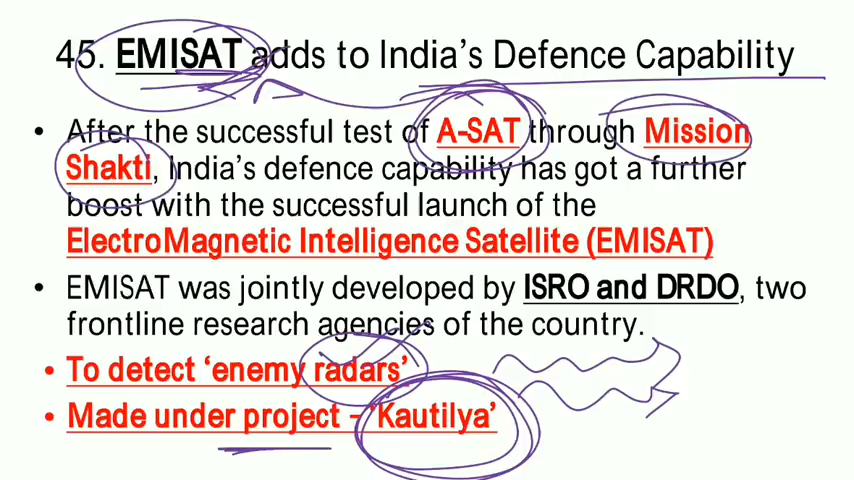 45. EMISAT adds to India's Defence Capability
• After the successful test of A-SAT through Mission
Shakti, India's defence capability has got a further
boost with the successful launch of the
ElectroMagnetic Intelligence Satellite (EMISAT)
• EMISAT was jointly developed by ISRO and DRDO, two
frontline research agencies of the country.
• To detect 'enemy radars'
• Made under project - 'Kautilya'